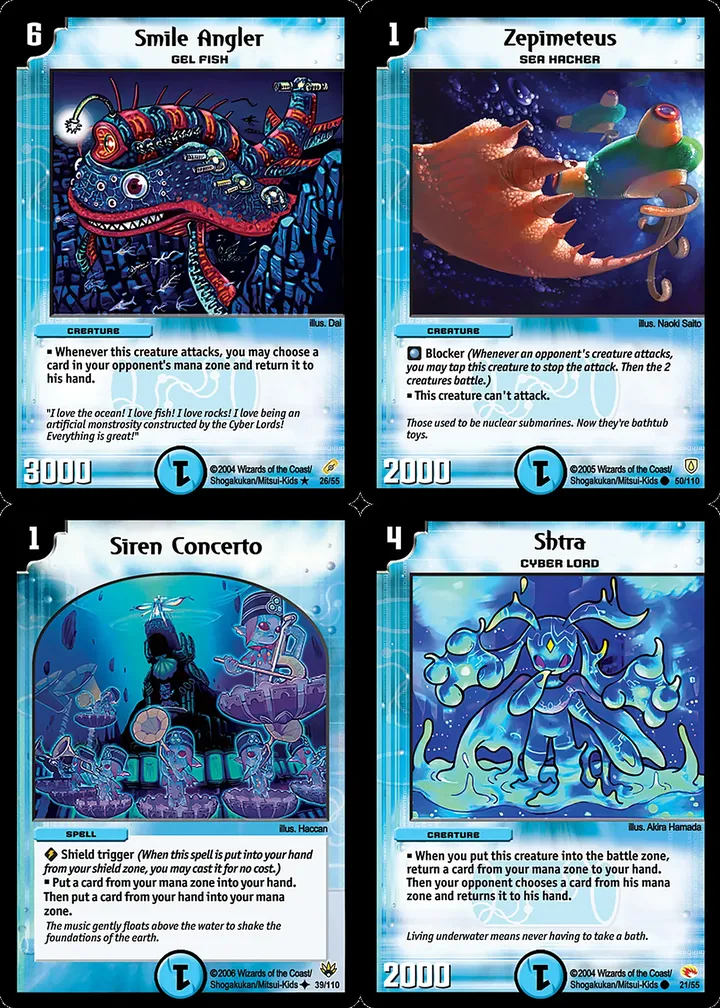 6
Smile Angler
GEL FISH
illus. Dai
CREATURE
▪ Whenever this creature attacks, you may choose a
card in your opponent's mana zone and return it to
his hand.
"I love the ocean! I love fish! I love rocks! I love being an
artificial monstrosity constructed by the Cyber Lords!
Everything is great!"
3000
©2004 Wizards of the Coast/
Shogakukan/Mitsui-Kids ★ 26/55
1
Zepimeteus
SEA HACKER
illus. Naoki Saito
CREATURE
Blocker (Whenever an opponent's creature attacks,
you may tap this creature to stop the attack. Then the 2
creatures battle.)
▪ This creature can't attack.
Those used to be nuclear submarines. Now they're bathtub
toys.
2000
©2005 Wizards of the Coast/
Shogakukan/Mitsui-Kids ● 50/110
1
Siren Concerto
illus. Haccan
SPELL
Shield trigger (When this spell is put into your hand
from your shield zone, you may cast it for no cost.)
▪ Put a card from your mana zone into your hand.
Then put a card from your hand into your mana
zone.
The music gently floats above the water to shake the
foundations of the earth.
©2006 Wizards of the Coast/
Shogakukan/Mitsui-Kids ✦ 39/110
4
Shtra
CYBER LORD
illus. Akira Hamada
CREATURE
▪ When you put this creature into the battle zone,
return a card from your mana zone to your hand.
Then your opponent chooses a card from his mana
zone and returns it to his hand.
Living underwater means never having to take a bath.
2000
©2004 Wizards of the Coast/
Shogakukan/Mitsui-Kids ● 21/55